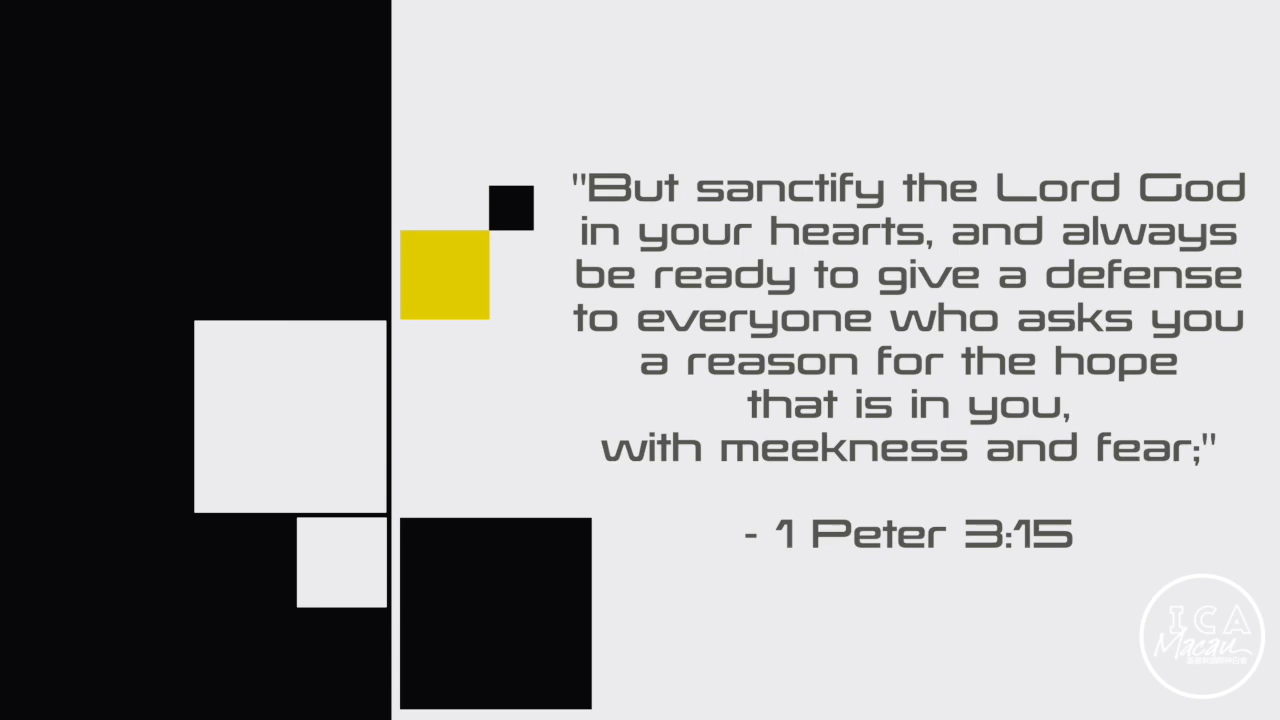 "But sanctify the Lord God
in your hearts, and always
be ready to give a defense
to everyone who asks you
a reason for the hope
that is in you,
with meekness and fear;"
- 1 Peter 3:15
ICA
Macau